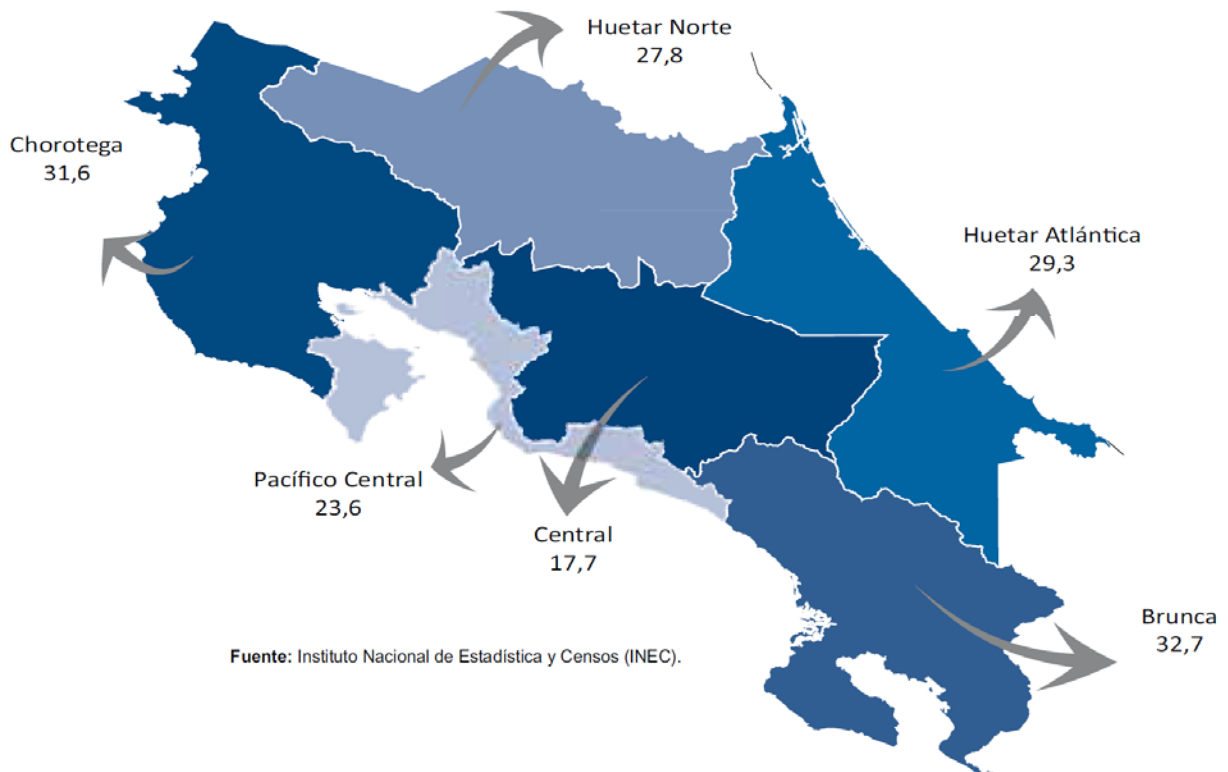 Huetar Norte
27,8
Chorotega
31,6
Huetar Atlántica
29,3
Pacífico Central
23,6
Central
17,7
Brunca
32,7
Fuente: Instituto Nacional de Estadística y Censos (INEC).